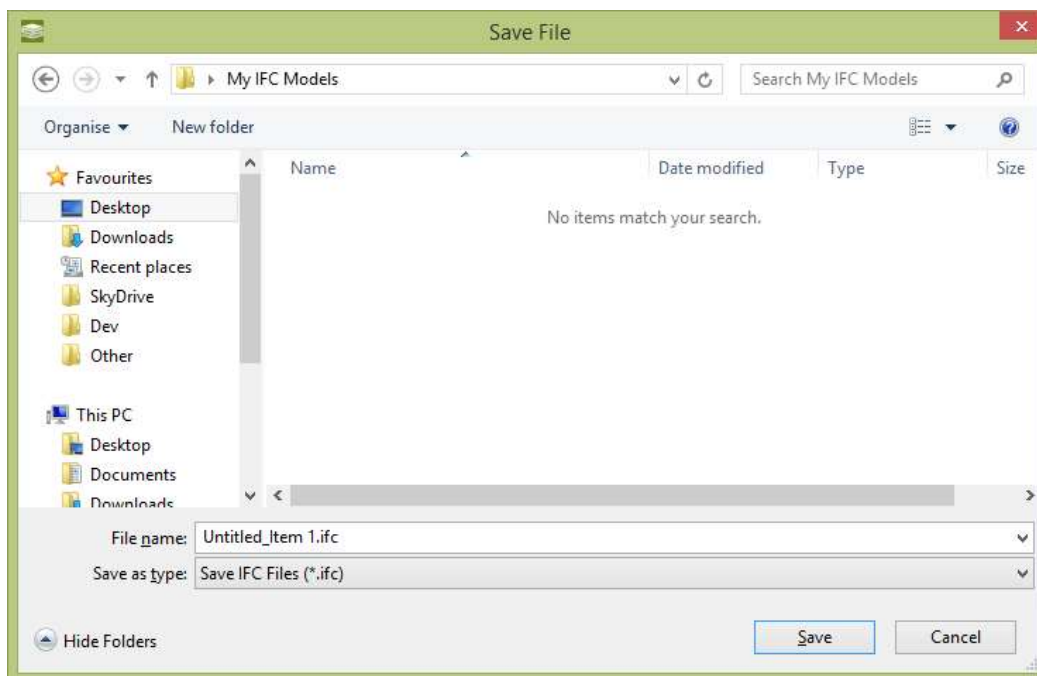 Save File
My IFC Models
Search My IFC Models
Organise
New folder
Name
Date modified
Type
Size
No items match your search.
Favourites
Desktop
Downloads
Recent places
SkyDrive
Dev
Other
This PC
Desktop
Documents
Downloads
File name: Untitled_Item 1.ifc
Save as type: Save IFC Files (*.ifc)
Hide Folders
Save
Cancel